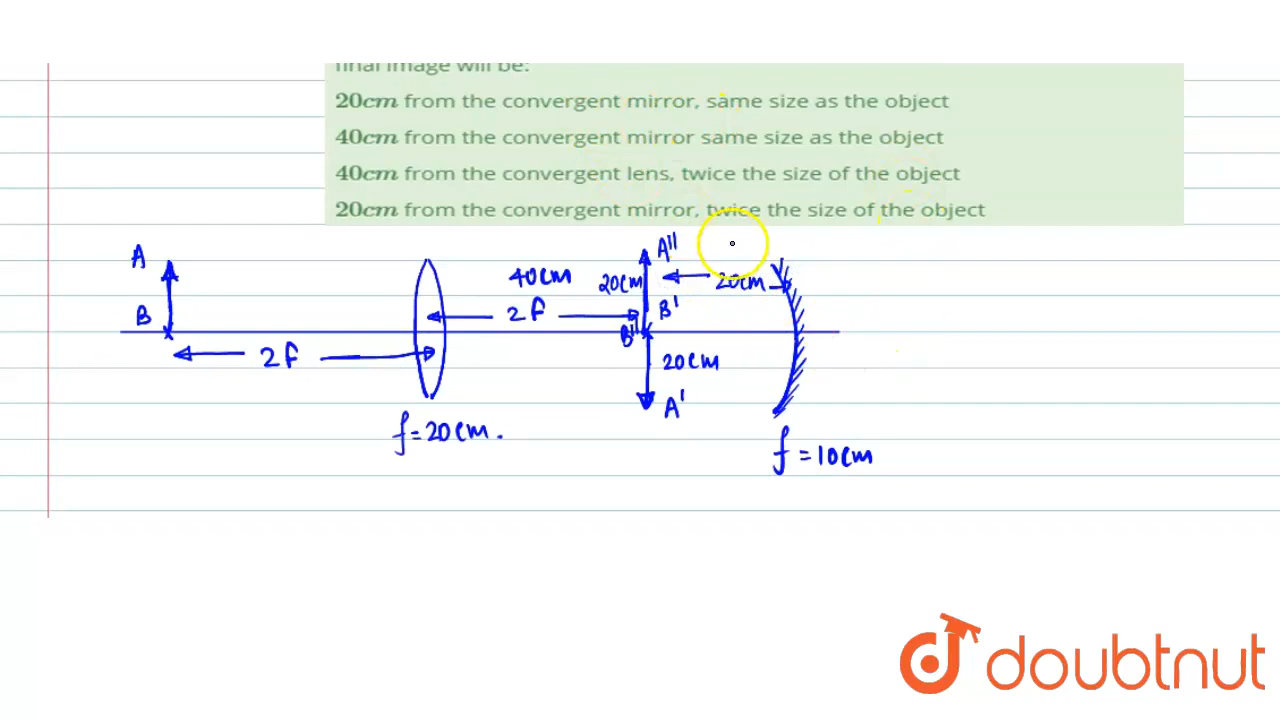 final image will be:
20cm from the convergent mirror, same size as the object
40cm from the convergent mirror same size as the object
40cm from the convergent lens, twice the size of the object
20cm from the convergent mirror, twice the size of the object
A
A"
40cm
20cm
20cm
B
2f
B'
B"
2f
20cm
A'
f=20cm.
f=10cm
doubtnut